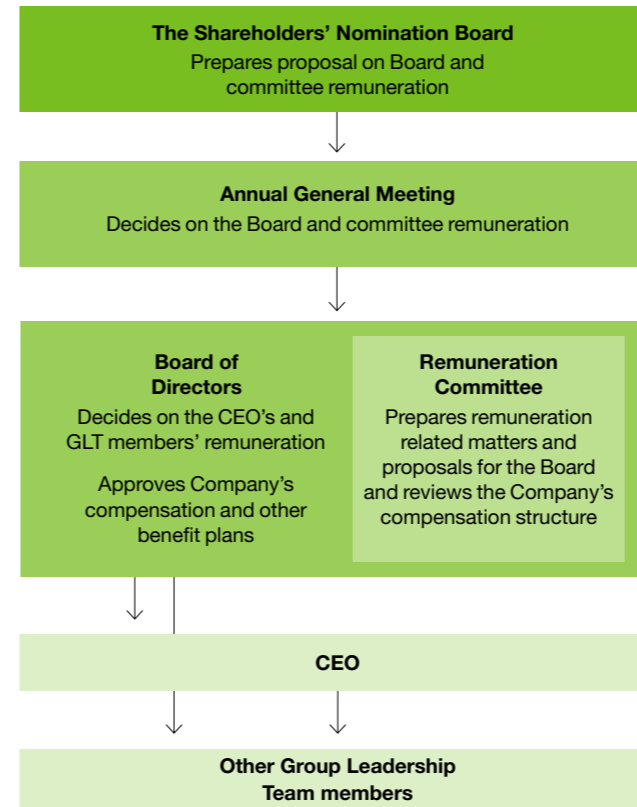 The Shareholders’ Nomination Board
Prepares proposal on Board and
committee remuneration
Annual General Meeting
Decides on the Board and committee remuneration
Board of
Directors
Decides on the CEO’s and
GLT members’ remuneration
Approves Company’s
compensation and other
benefit plans
Remuneration
Committee
Prepares remuneration
related matters and
proposals for the Board
and reviews the Company’s
compensation structure
CEO
Other Group Leadership
Team members